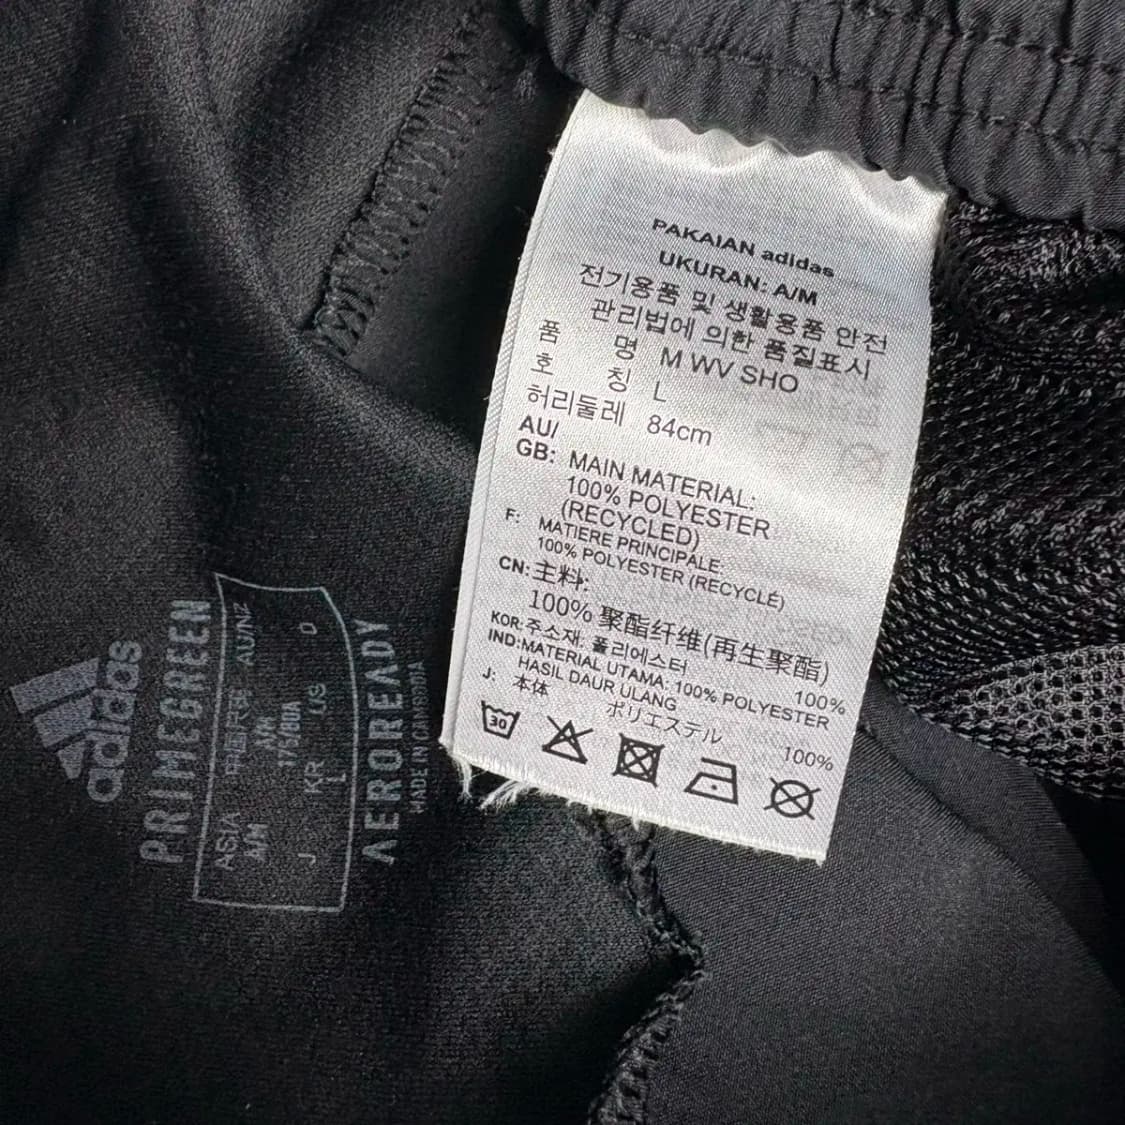 PAKAIAN adidas
UKURAN: A/M
전기용품 및 생활용품 안전
관리법에 의한 품질표시
품 명 M WV SHO
호 칭 L
허리둘레 84cm
AU/
GB: MAIN MATERIAL:
100% POLYESTER
(RECYCLED)
F: MATIERE PRINCIPALE:
100% POLYESTER (RECYCLÉ)
CN: 主料:
100% 聚酯纤维(再生聚酯)
KOR: 주소재: 폴리에스터 100%
IND: MATERIAL UTAMA: 100% POLYESTER
HASIL DAUR ULANG
J: 本体
ポリエステル 100%
30
adidas
PRIMEGREEN
ASIA 中国尺码 AU/NZ
A/M
J KR US
L
AEROREADY
MADE IN CAMBODIA